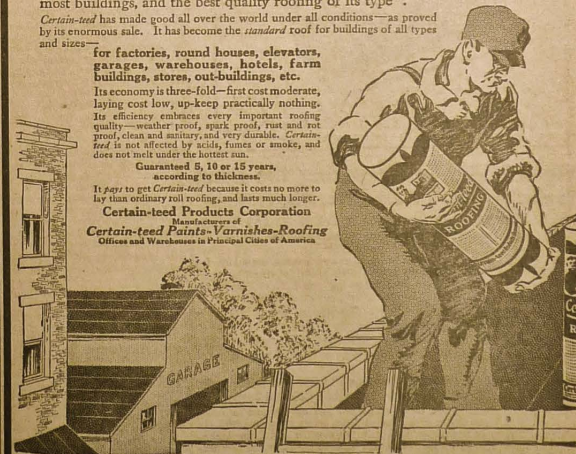 most buildings, and the best quality roofing of its type".
Certain-teed has made good all over the world under all conditions—as proved
by its enormous sale. It has become the standard roof for buildings of all types
and sizes—
for factories, round houses, elevators,
garages, warehouses, hotels, farm
buildings, stores, out-buildings, etc.
Its economy is three-fold—first cost moderate,
laying cost low, up-keep practically nothing.
Its efficiency embraces every important roofing
quality—weather proof, spark proof, rust and rot
proof, clean and sanitary, and very durable. Certain-
teed is not affected by acids, fumes or smoke, and
does not melt under the hottest sun.
Guaranteed 5, 10 or 15 years,
according to thickness.
It pays to get Certain-teed because it costs no more to
lay than ordinary roll roofing, and lasts much longer.
Certain-teed Products Corporation
Manufacturers of
Certain-teed Paints-Varnishes-Roofing
Offices and Warehouses in Principal Cities of America
ROOFING
GARAGE